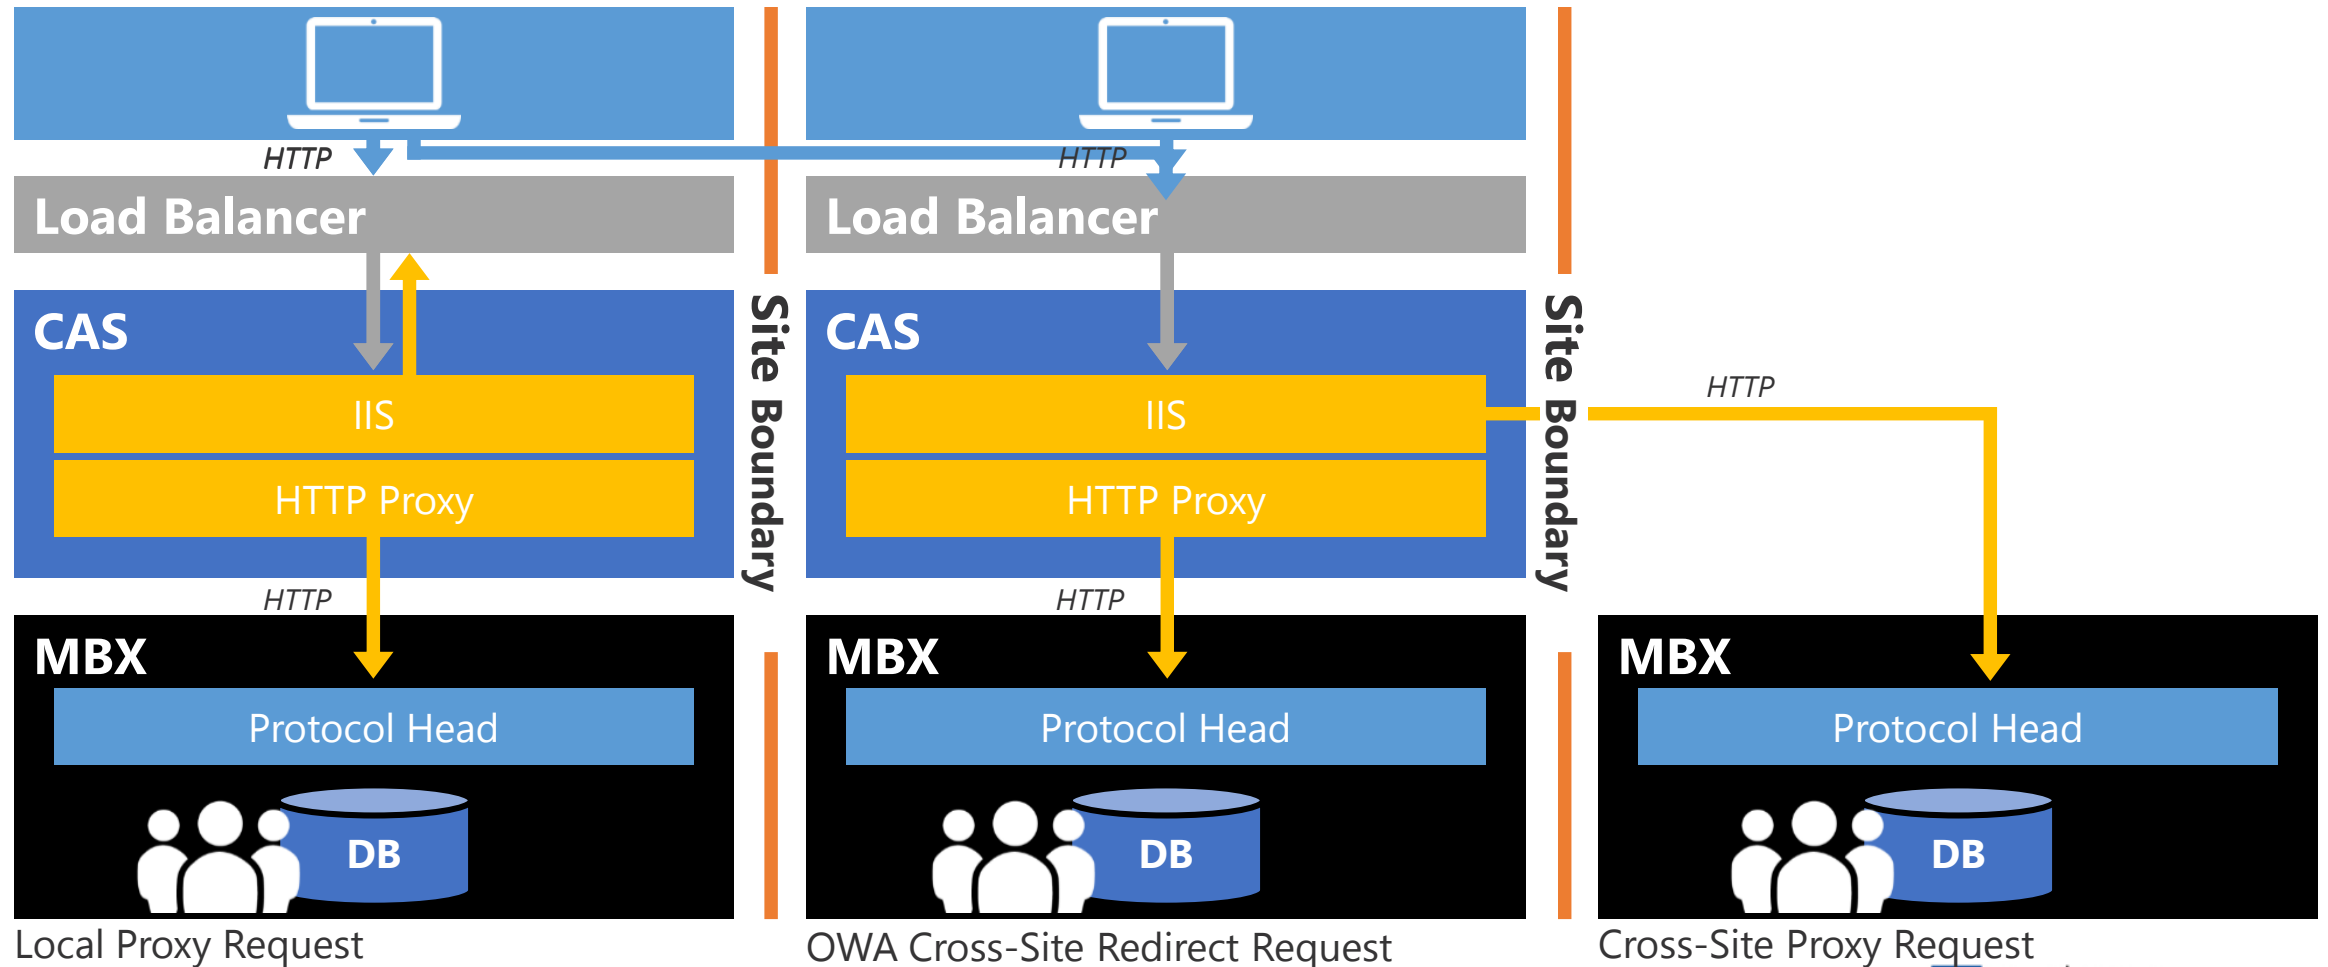 HTTP
HTTP
Load Balancer
Load Balancer
CAS
CAS
Site Boundary
Site Boundary
IIS
IIS
HTTP
HTTP Proxy
HTTP Proxy
HTTP
HTTP
MBX
MBX
MBX
Protocol Head
Protocol Head
Protocol Head
DB
DB
DB
Local Proxy Request
OWA Cross-Site Redirect Request
Cross-Site Proxy Request